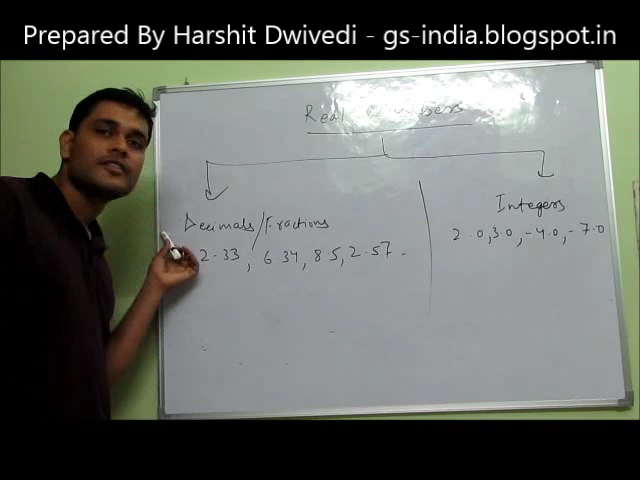 Prepared By Harshit Dwivedi - gs-india.blogspot.in
Real Numbers
Decimals/Fractions
Integers
2.33, 6 34, 8 5, 2.57 -
2.0, 3.0, -4.0, -7.0